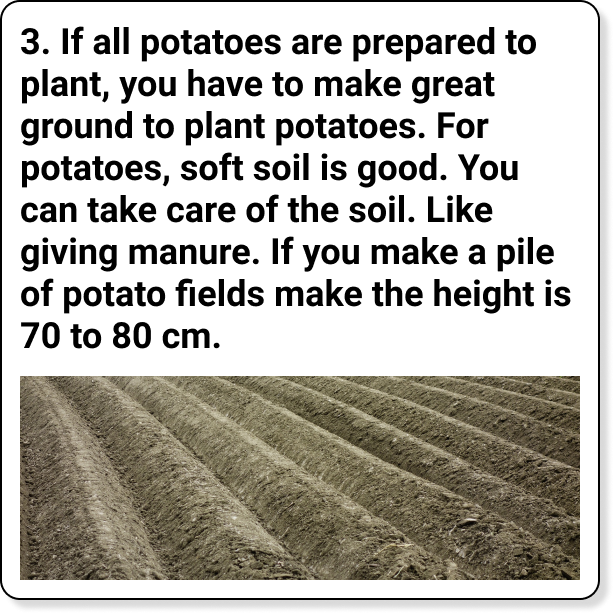 3. If all potatoes are prepared to
plant, you have to make great
ground to plant potatoes. For
potatoes, soft soil is good. You
can take care of the soil. Like
giving manure. If you make a pile
of potato fields make the height is
70 to 80 cm.